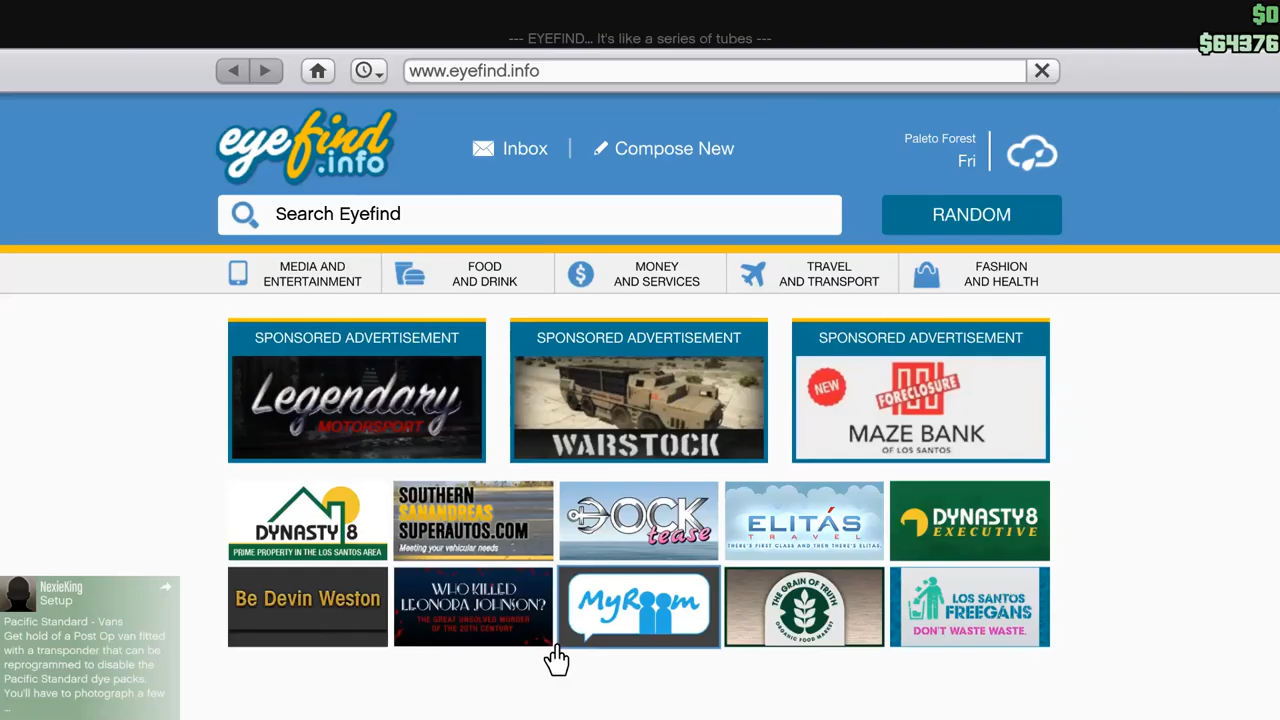 $0
--- EYEFIND... It's like a series of tubes ---
$64376
www.eyefind.info
eyefind.info
Inbox
Compose New
Paleto Forest
Fri
Search Eyefind
RANDOM
MEDIA AND
ENTERTAINMENT
FOOD
AND DRINK
MONEY
AND SERVICES
TRAVEL
AND TRANSPORT
FASHION
AND HEALTH
SPONSORED ADVERTISEMENT
Legendary
MOTORSPORT
SPONSORED ADVERTISEMENT
WARSTOCK
SPONSORED ADVERTISEMENT
NEW
FORECLOSURE
MAZE BANK
OF LOS SANTOS
DYNASTY 8
PRIME PROPERTY IN THE LOS SANTOS AREA
SOUTHERN
SANANDREAS
SUPERAUTOS.COM
Meeting your vehicular needs
DOCK
tease
ELITÁS
TRAVEL
THERE'S FIRST CLASS AND THEN THERE'S ELITAS.
DYNASTY 8
EXECUTIVE
Be Devin Weston
WHO KILLED
LEONORA JOHNSON?
THE GREAT UNSOLVED MURDER
OF THE 20TH CENTURY
MyRoom
THE GRAIN OF TRUTH
ORGANIC FOOD MARKET
LOS SANTOS
FREEGANS
DON'T WASTE WASTE.
NexieKing
Setup
Pacific Standard - Vans
Get hold of a Post Op van fitted
with a transponder that can be
reprogrammed to disable the
Pacific Standard dye packs.
You'll have to photograph a few
...